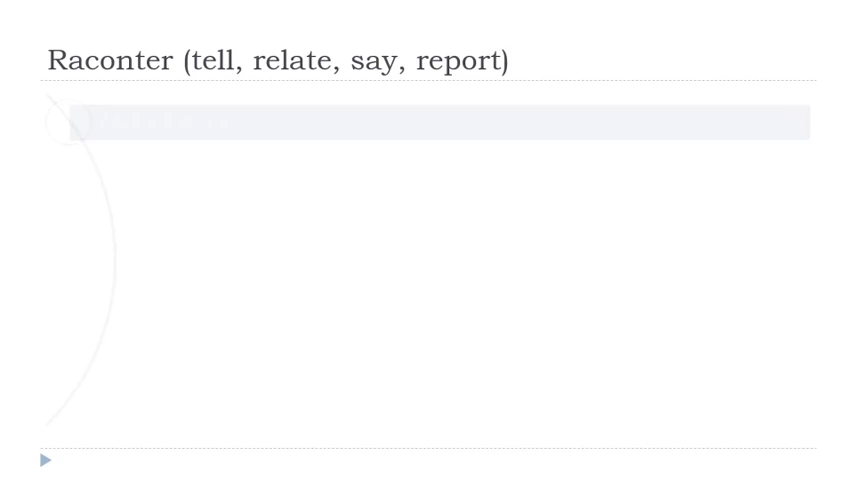 Raconter (tell, relate, say, report)